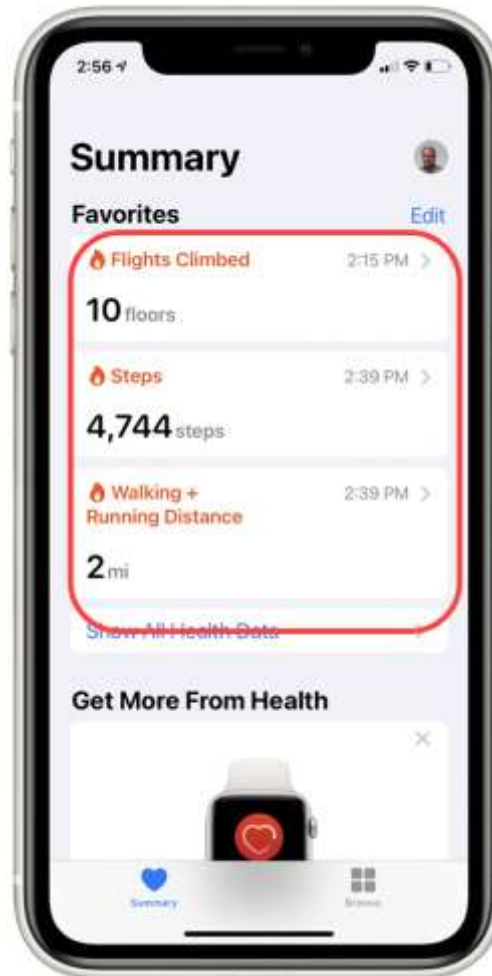 2:56
Summary
Favorites
Edit
Flights Climbed
2:15 PM
10 floors
Steps
2:39 PM
4,744 steps
Walking +
2:39 PM
Running Distance
2 mi
Show All Health Data
Get More From Health
Summary
Browse